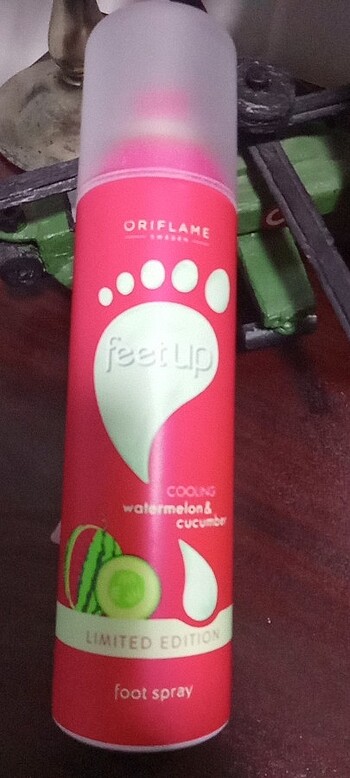 ORIFLAME
SWEDEN
feet up
COOLING
watermelon &
cucumber
LIMITED EDITION
foot spray